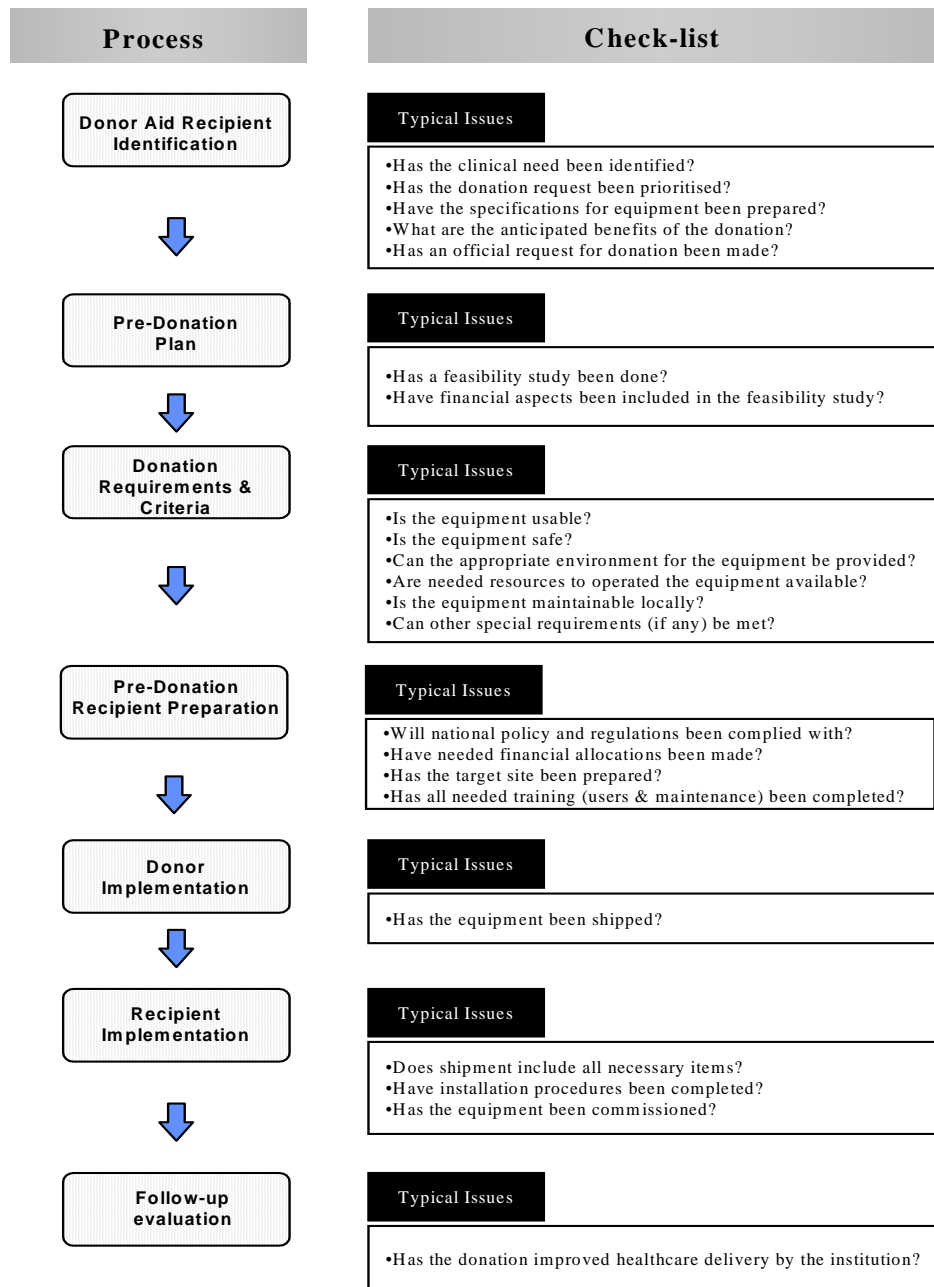 Process
Check-list
Donor Aid Recipient
Identification
Typical Issues
•Has the clinical need been identified?
•Has the donation request been prioritised?
•Have the specifications for equipment been prepared?
•What are the anticipated benefits of the donation?
•Has an official request for donation been made?
Pre-Donation
Plan
Typical Issues
•Has a feasibility study been done?
•Have financial aspects been included in the feasibility study?
Donation
Requirements &
Criteria
Typical Issues
•Is the equipment usable?
•Is the equipment safe?
•Can the appropriate environment for the equipment be provided?
•Are needed resources to operated the equipment available?
•Is the equipment maintainable locally?
•Can other special requirements (if any) be met?
Pre-Donation
Recipient Preparation
Typical Issues
•Will national policy and regulations been complied with?
•Have needed financial allocations been made?
•Has the target site been prepared?
•Has all needed training (users & maintenance) been completed?
Donor
Implementation
Typical Issues
•Has the equipment been shipped?
Recipient
Implementation
Typical Issues
•Does shipment include all necessary items?
•Have installation procedures been completed?
•Has the equipment been commissioned?
Follow-up
evaluation
Typical Issues
•Has the donation improved healthcare delivery by the institution?